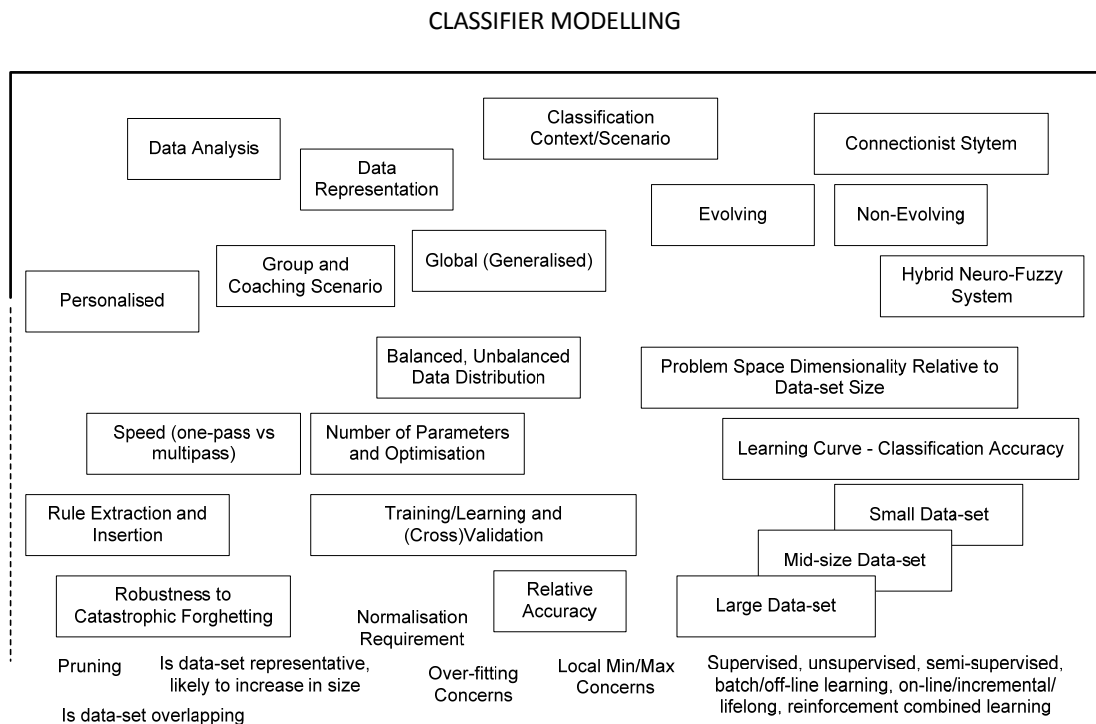 CLASSIFIER MODELLING
Classification
Context/Scenario
Data Analysis
Connectionist Stytem
Data
Representation
Evolving
Non-Evolving
Group and
Coaching Scenario
Global (Generalised)
Hybrid Neuro-Fuzzy
System
Personalised
Balanced, Unbalanced
Data Distribution
Problem Space Dimensionality Relative to
Data-set Size
Speed (one-pass vs
multipass)
Number of Parameters
and Optimisation
Learning Curve - Classification Accuracy
Rule Extraction and
Insertion
Training/Learning and
(Cross)Validation
Small Data-set
Mid-size Data-set
Large Data-set
Robustness to
Catastrophic Forghetting
Normalisation
Requirement
Relative
Accuracy
Pruning
Is data-set representative,
likely to increase in size
Over-fitting
Concerns
Local Min/Max
Concerns
Supervised, unsupervised, semi-supervised,
batch/off-line learning, on-line/incremental/
lifelong, reinforcement combined learning
Is data-set overlapping